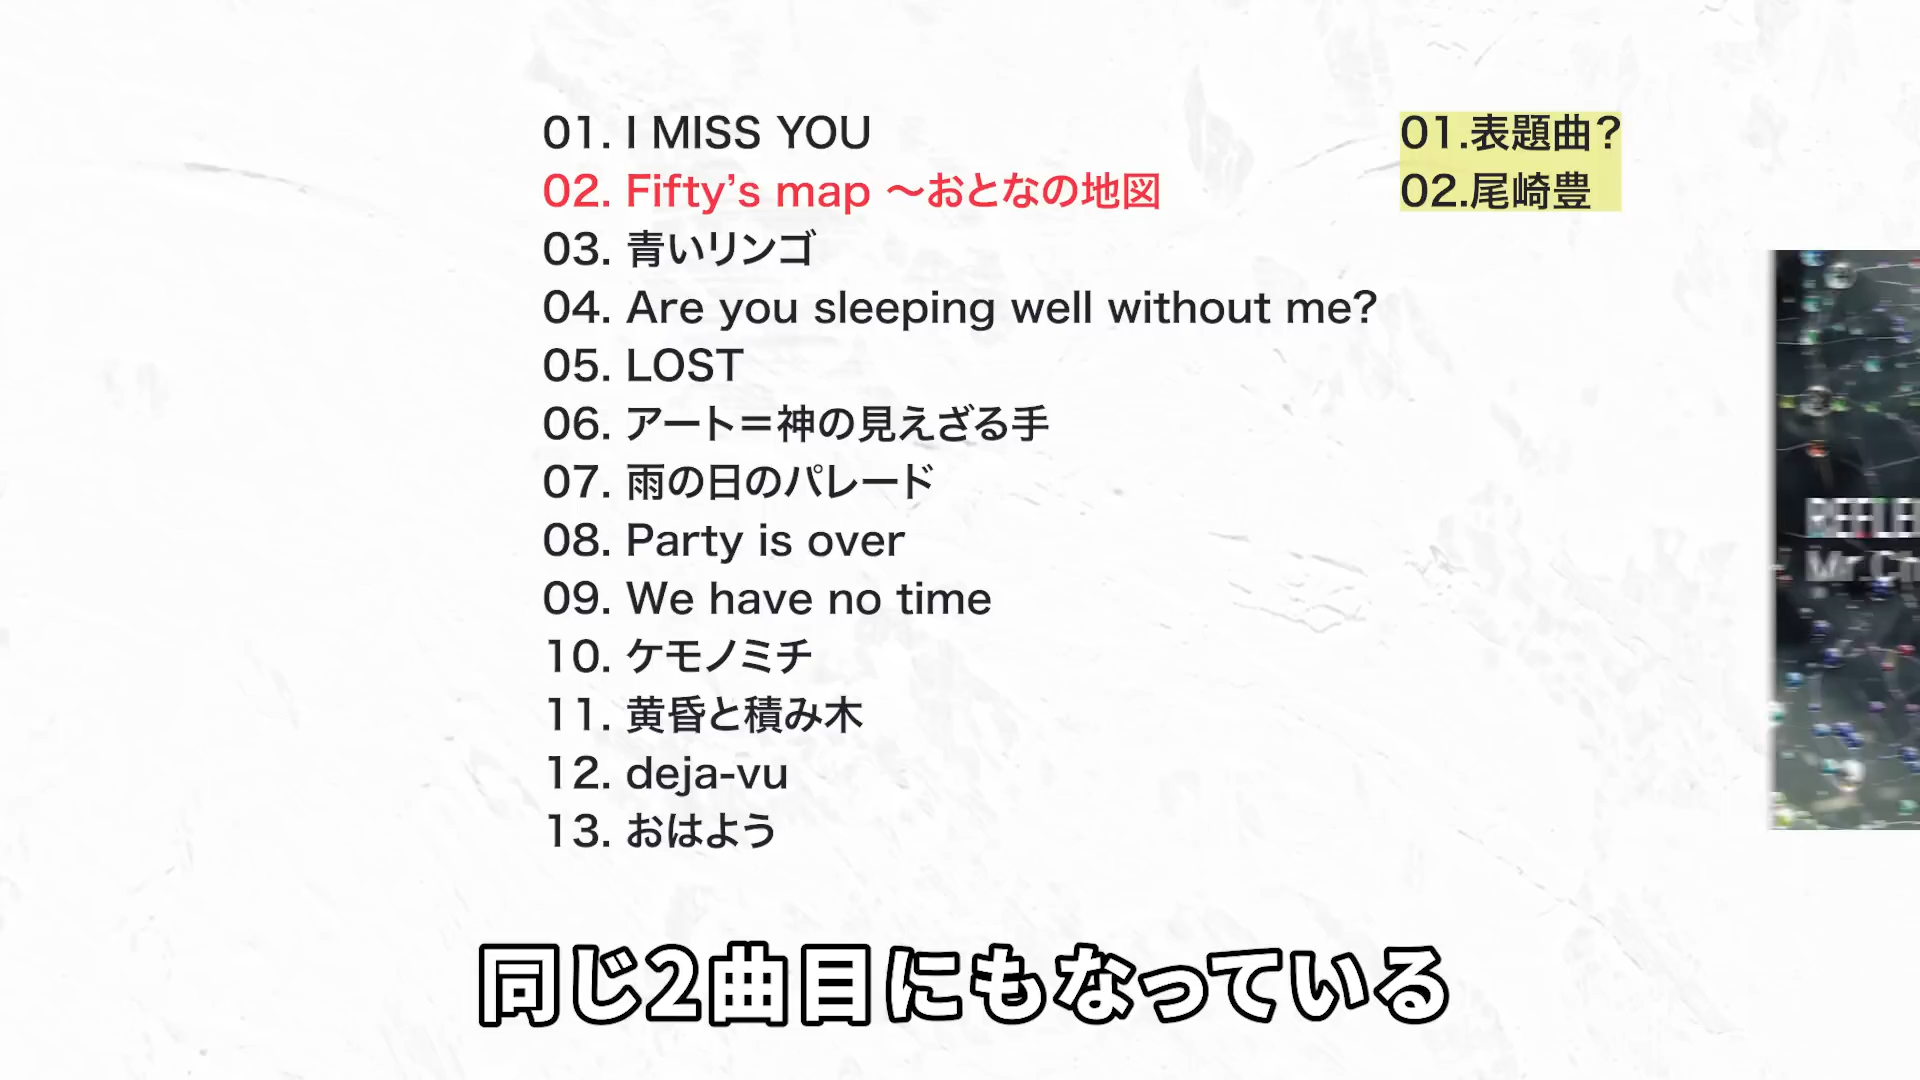 01. I MISS YOU
02. Fifty’s map ～おとなの地図
03. 青いリンゴ
04. Are you sleeping well without me?
05. LOST
06. アート＝神の見えざる手
07. 雨の日のパレード
08. Party is over
09. We have no time
10. ケモノミチ
11. 黄昏と積み木
12. deja-vu
13. おはよう
01.表題曲？
02.尾崎豊
Mr.
同じ2曲目にもなっている